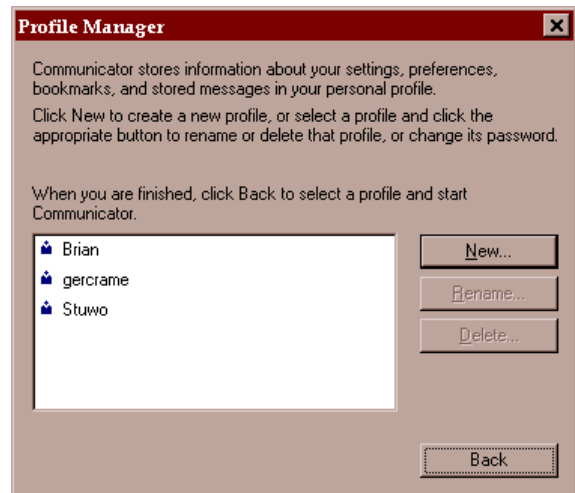 Profile Manager
Communicator stores information about your settings, preferences,
bookmarks, and stored messages in your personal profile.
Click New to create a new profile, or select a profile and click the
appropriate button to rename or delete that profile, or change its password.
When you are finished, click Back to select a profile and start
Communicator.
Brian
gercrame
Stuwo
New...
Rename...
Delete...
Back